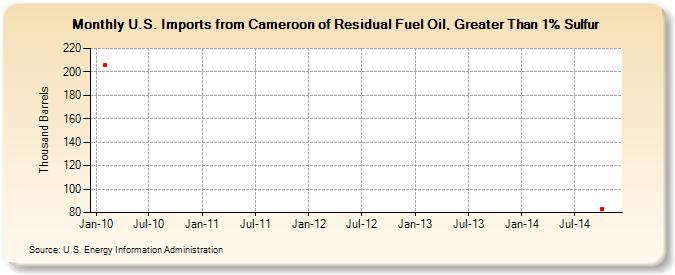 Monthly U.S. Imports from Cameroon of Residual Fuel Oil, Greater Than 1% Sulfur
Thousand Barrels
220
200
180
160
140
120
100
80
Jan-10 Jul-10 Jan-11 Jul-11 Jan-12 Jul-12 Jan-13 Jul-13 Jan-14 Jul-14
Source: U.S. Energy Information Administration